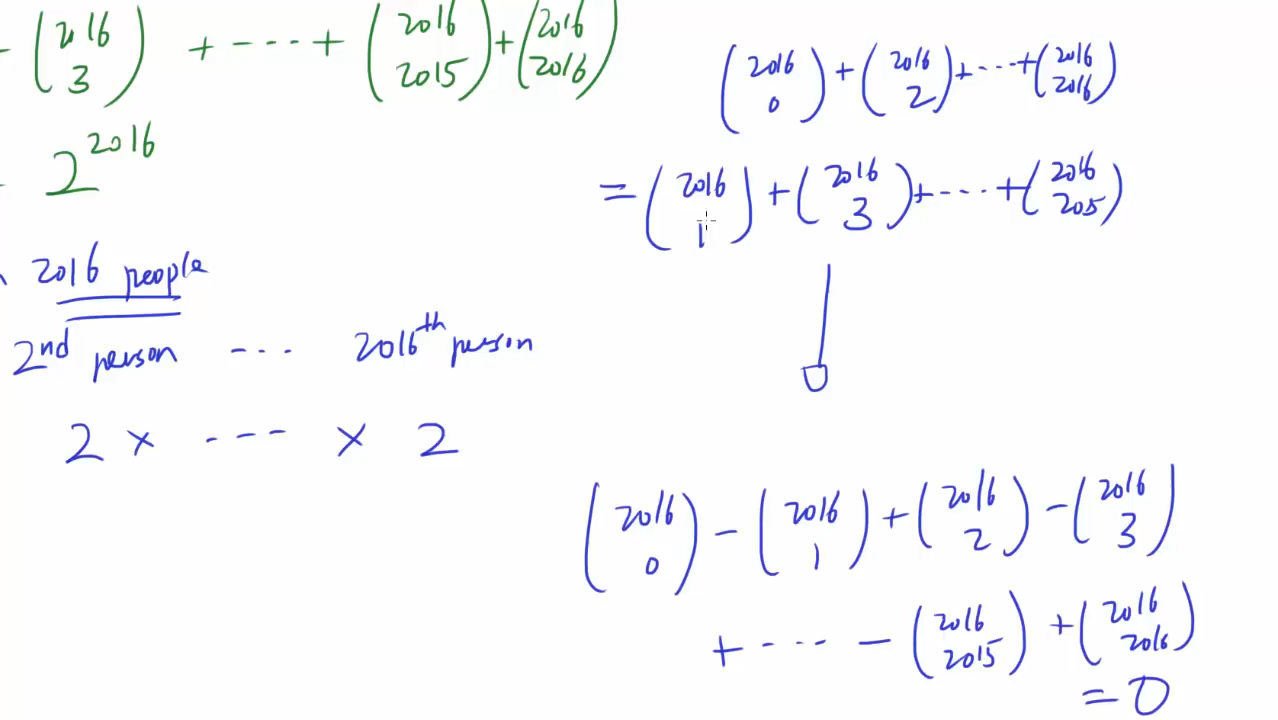 - (2016 3) + ---- + (2016 2015) + (2016 2016)
2^2016
2016 people
2nd person --- 2016th person
2 × ---- × 2
(2016 0) + (2016 2) + ---- + (2016 2016)
= (2016 1) + (2016 3) + ---- + (2016 205)
(2016 0) - (2016 1) + (2016 2) - (2016 3)
+ ---- - (2016 2015) + (2016 2016)
= 0